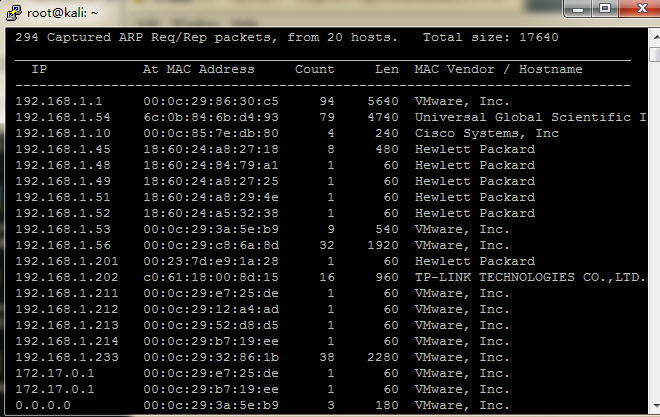 root@kali: ~
294 Captured ARP Req/Rep packets, from 20 hosts.   Total size: 17640
IP            At MAC Address     Count     Len  MAC Vendor / Hostname
192.168.1.1     00:0c:29:86:30:c5     94    5640  VMware, Inc.
192.168.1.54    6c:0b:84:6b:d4:93     79    4740  Universal Global Scientific I
192.168.1.10    00:0c:85:7e:db:80      4     240  Cisco Systems, Inc
192.168.1.45    18:60:24:a8:27:18      8     480  Hewlett Packard
192.168.1.48    18:60:24:84:79:a1      1      60  Hewlett Packard
192.168.1.49    18:60:24:a8:27:25      1      60  Hewlett Packard
192.168.1.51    18:60:24:a8:29:4e      1      60  Hewlett Packard
192.168.1.52    18:60:24:a5:32:38      1      60  Hewlett Packard
192.168.1.53    00:0c:29:3a:5e:b9      9     540  VMware, Inc.
192.168.1.56    00:0c:29:c8:6a:8d     32    1920  VMware, Inc.
192.168.1.201   00:23:7d:e9:1a:28      1      60  Hewlett Packard
192.168.1.202   c0:61:18:00:8d:15     16     960  TP-LINK TECHNOLOGIES CO.,LTD.
192.168.1.211   00:0c:29:e7:25:de      1      60  VMware, Inc.
192.168.1.212   00:0c:29:12:a4:ad      1      60  VMware, Inc.
192.168.1.213   00:0c:29:52:d8:d5      1      60  VMware, Inc.
192.168.1.214   00:0c:29:b7:19:ee      1      60  VMware, Inc.
192.168.1.233   00:0c:29:32:86:1b     38    2280  VMware, Inc.
172.17.0.1      00:0c:29:e7:25:de      1      60  VMware, Inc.
172.17.0.1      00:0c:29:b7:19:ee      1      60  VMware, Inc.
0.0.0.0         00:0c:29:3a:5e:b9      3     180  VMware, Inc.